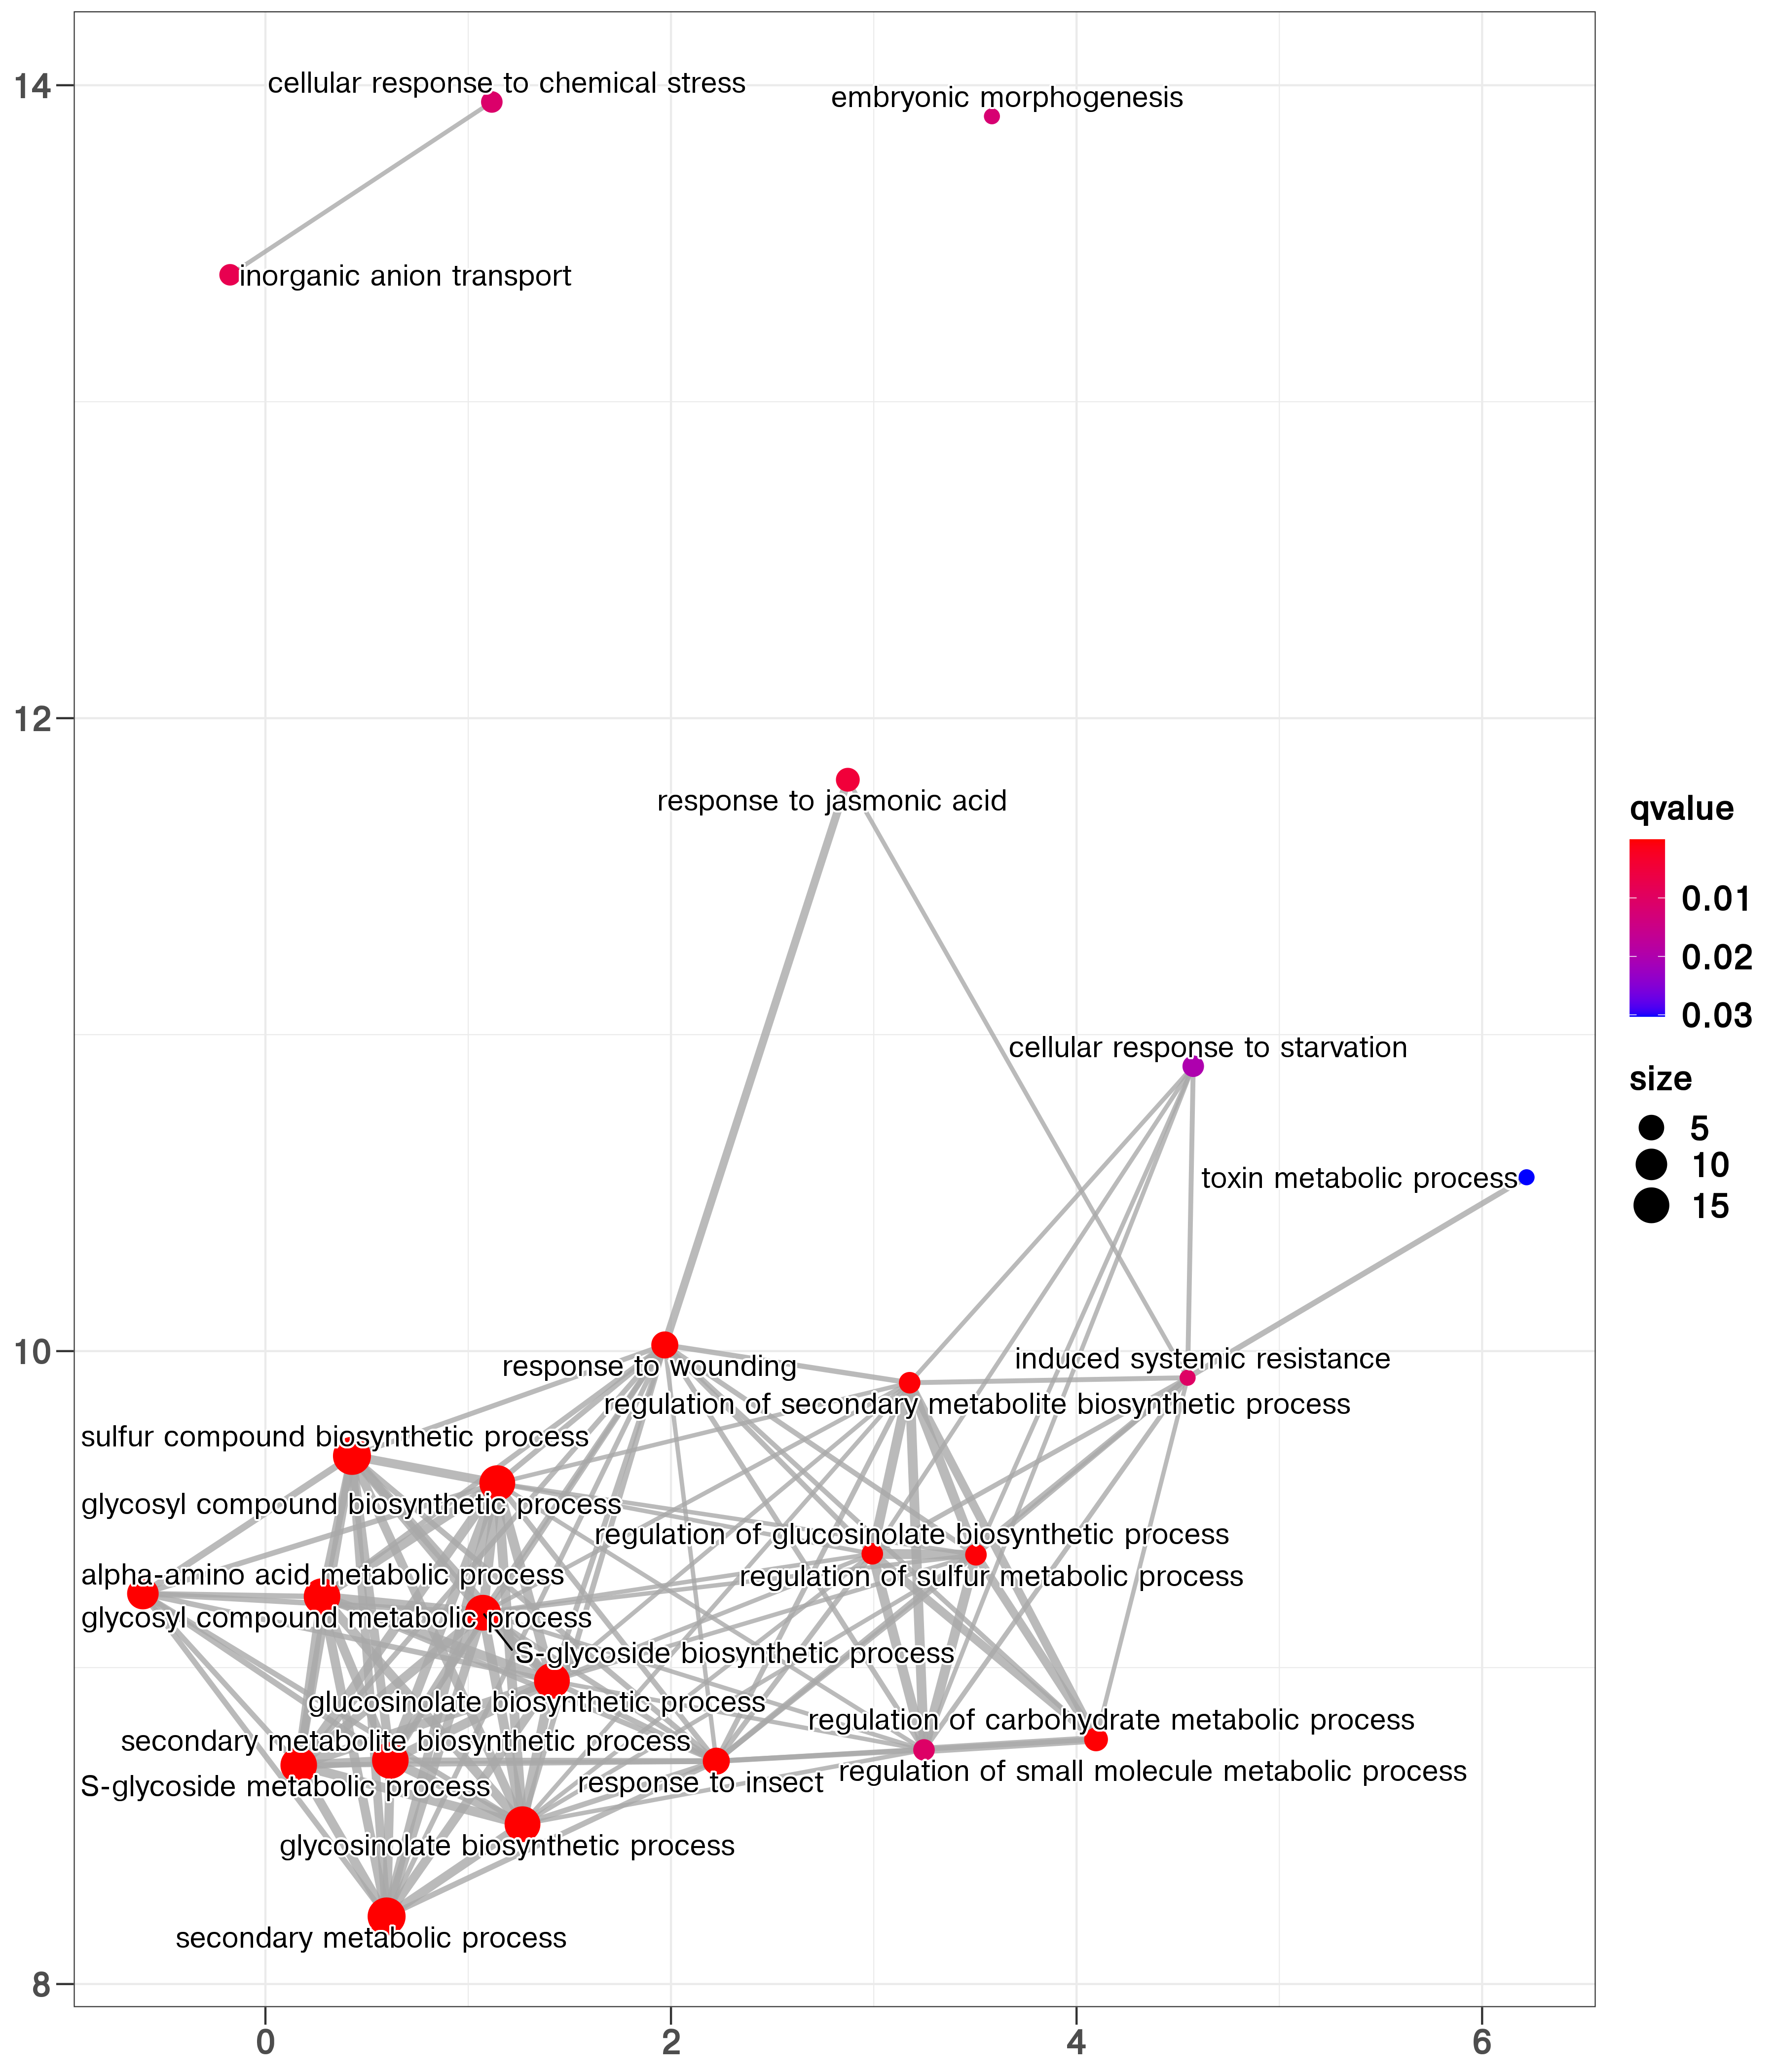 14
cellular response to chemical stress
embryonic morphogenesis
inorganic anion transport
12
response to jasmonic acid
qvalue
0.01
0.02
0.03
cellular response to starvation
size
5
10
15
toxin metabolic process
10
response to wounding
induced systemic resistance
regulation of secondary metabolite biosynthetic process
sulfur compound biosynthetic process
glycosyl compound biosynthetic process
regulation of glucosinolate biosynthetic process
alpha-amino acid metabolic process
regulation of sulfur metabolic process
glycosyl compound metabolic process
S-glycoside biosynthetic process
glucosinolate biosynthetic process
regulation of carbohydrate metabolic process
secondary metabolite biosynthetic process
regulation of small molecule metabolic process
S-glycoside metabolic process
response to insect
glycosinolate biosynthetic process
secondary metabolic process
8
0
2
4
6